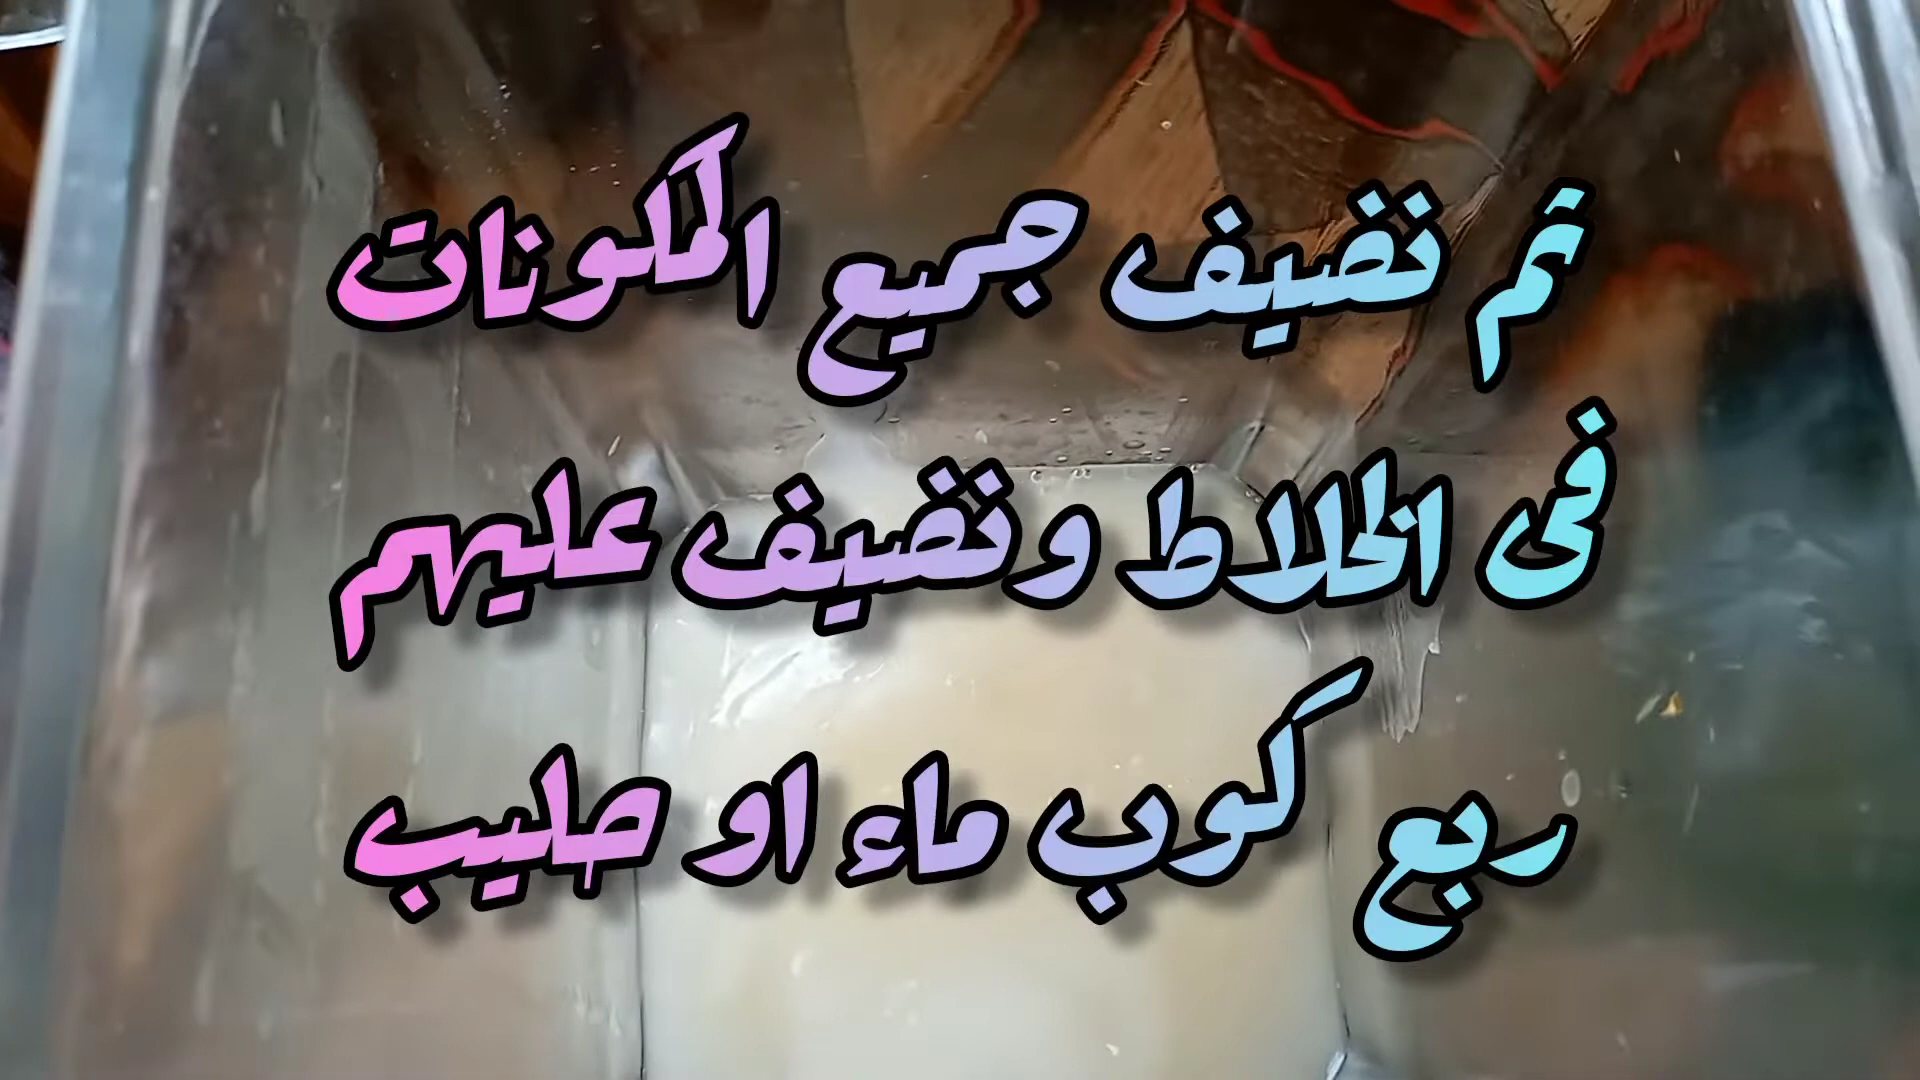 ثم نضيف جميع المكونات
فى الخلاط ونضيف عليهم
ربع كوب ماء او حليب